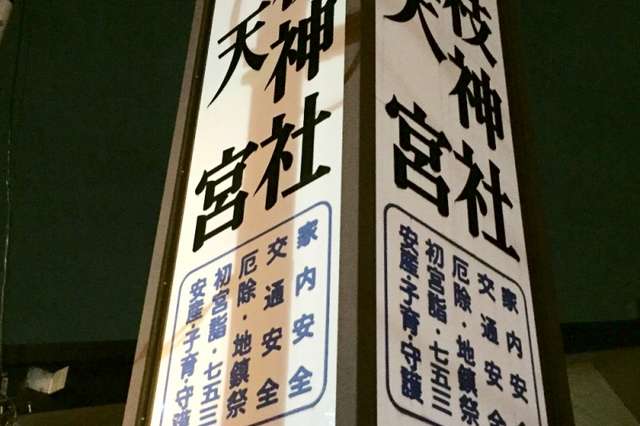 神社
天
宮
家内安全
交通安全
厄除・地鎮祭
初宮詣・七五三
安産・子育・守護
枝神社
天
宮
家内安全
交通安全
厄除・地鎮祭
初宮詣・七五三
安産・子育・守護